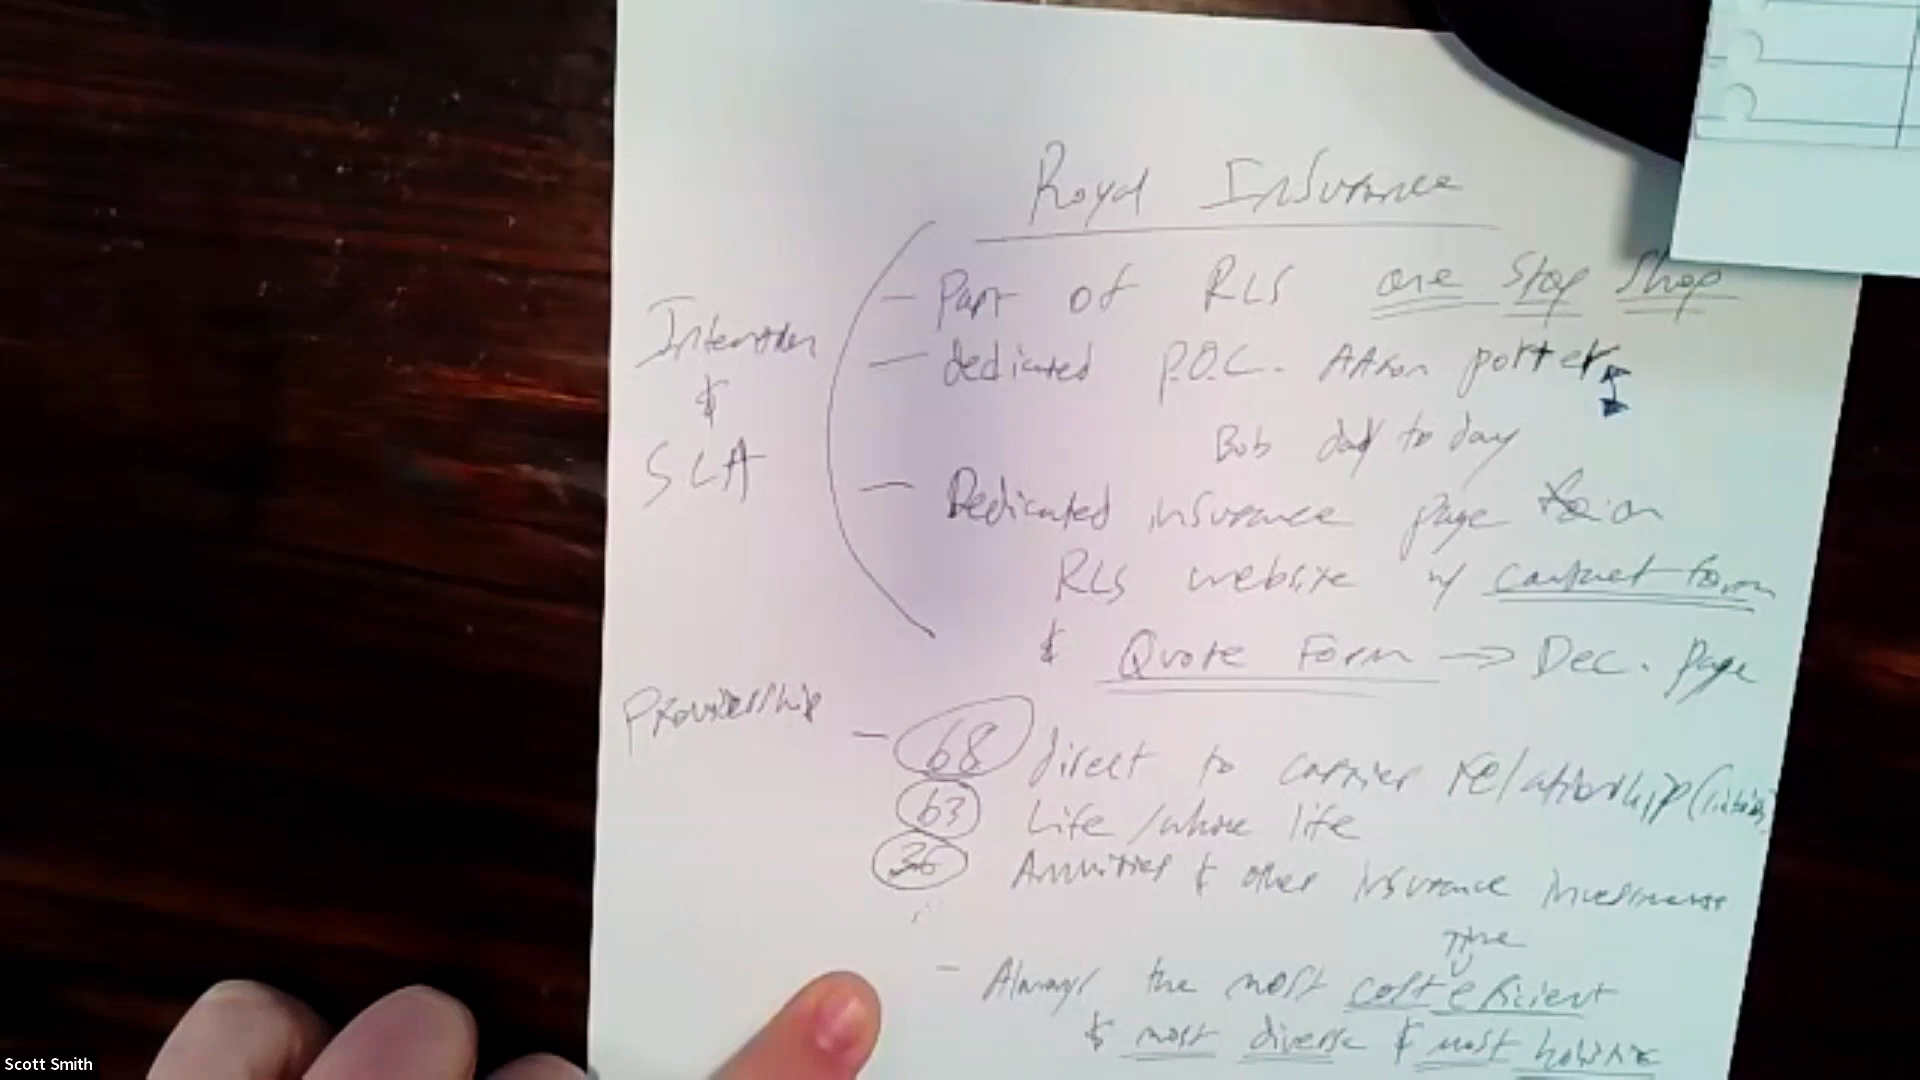 Royal Insurance
- Part of RLS one stop shop
- dedicated P.O.C. AAron potter
Bob day to day
- Dedicated insurance page on
RLS website w/ contact form
& Quote Form → Dec. page
&
SLA
- 68 direct to carrier relationship
63 Life/whole life
36 Annuities & other insurance investments
Time
- Always the most cost efficient
& most diverse & most holistic
Scott Smith